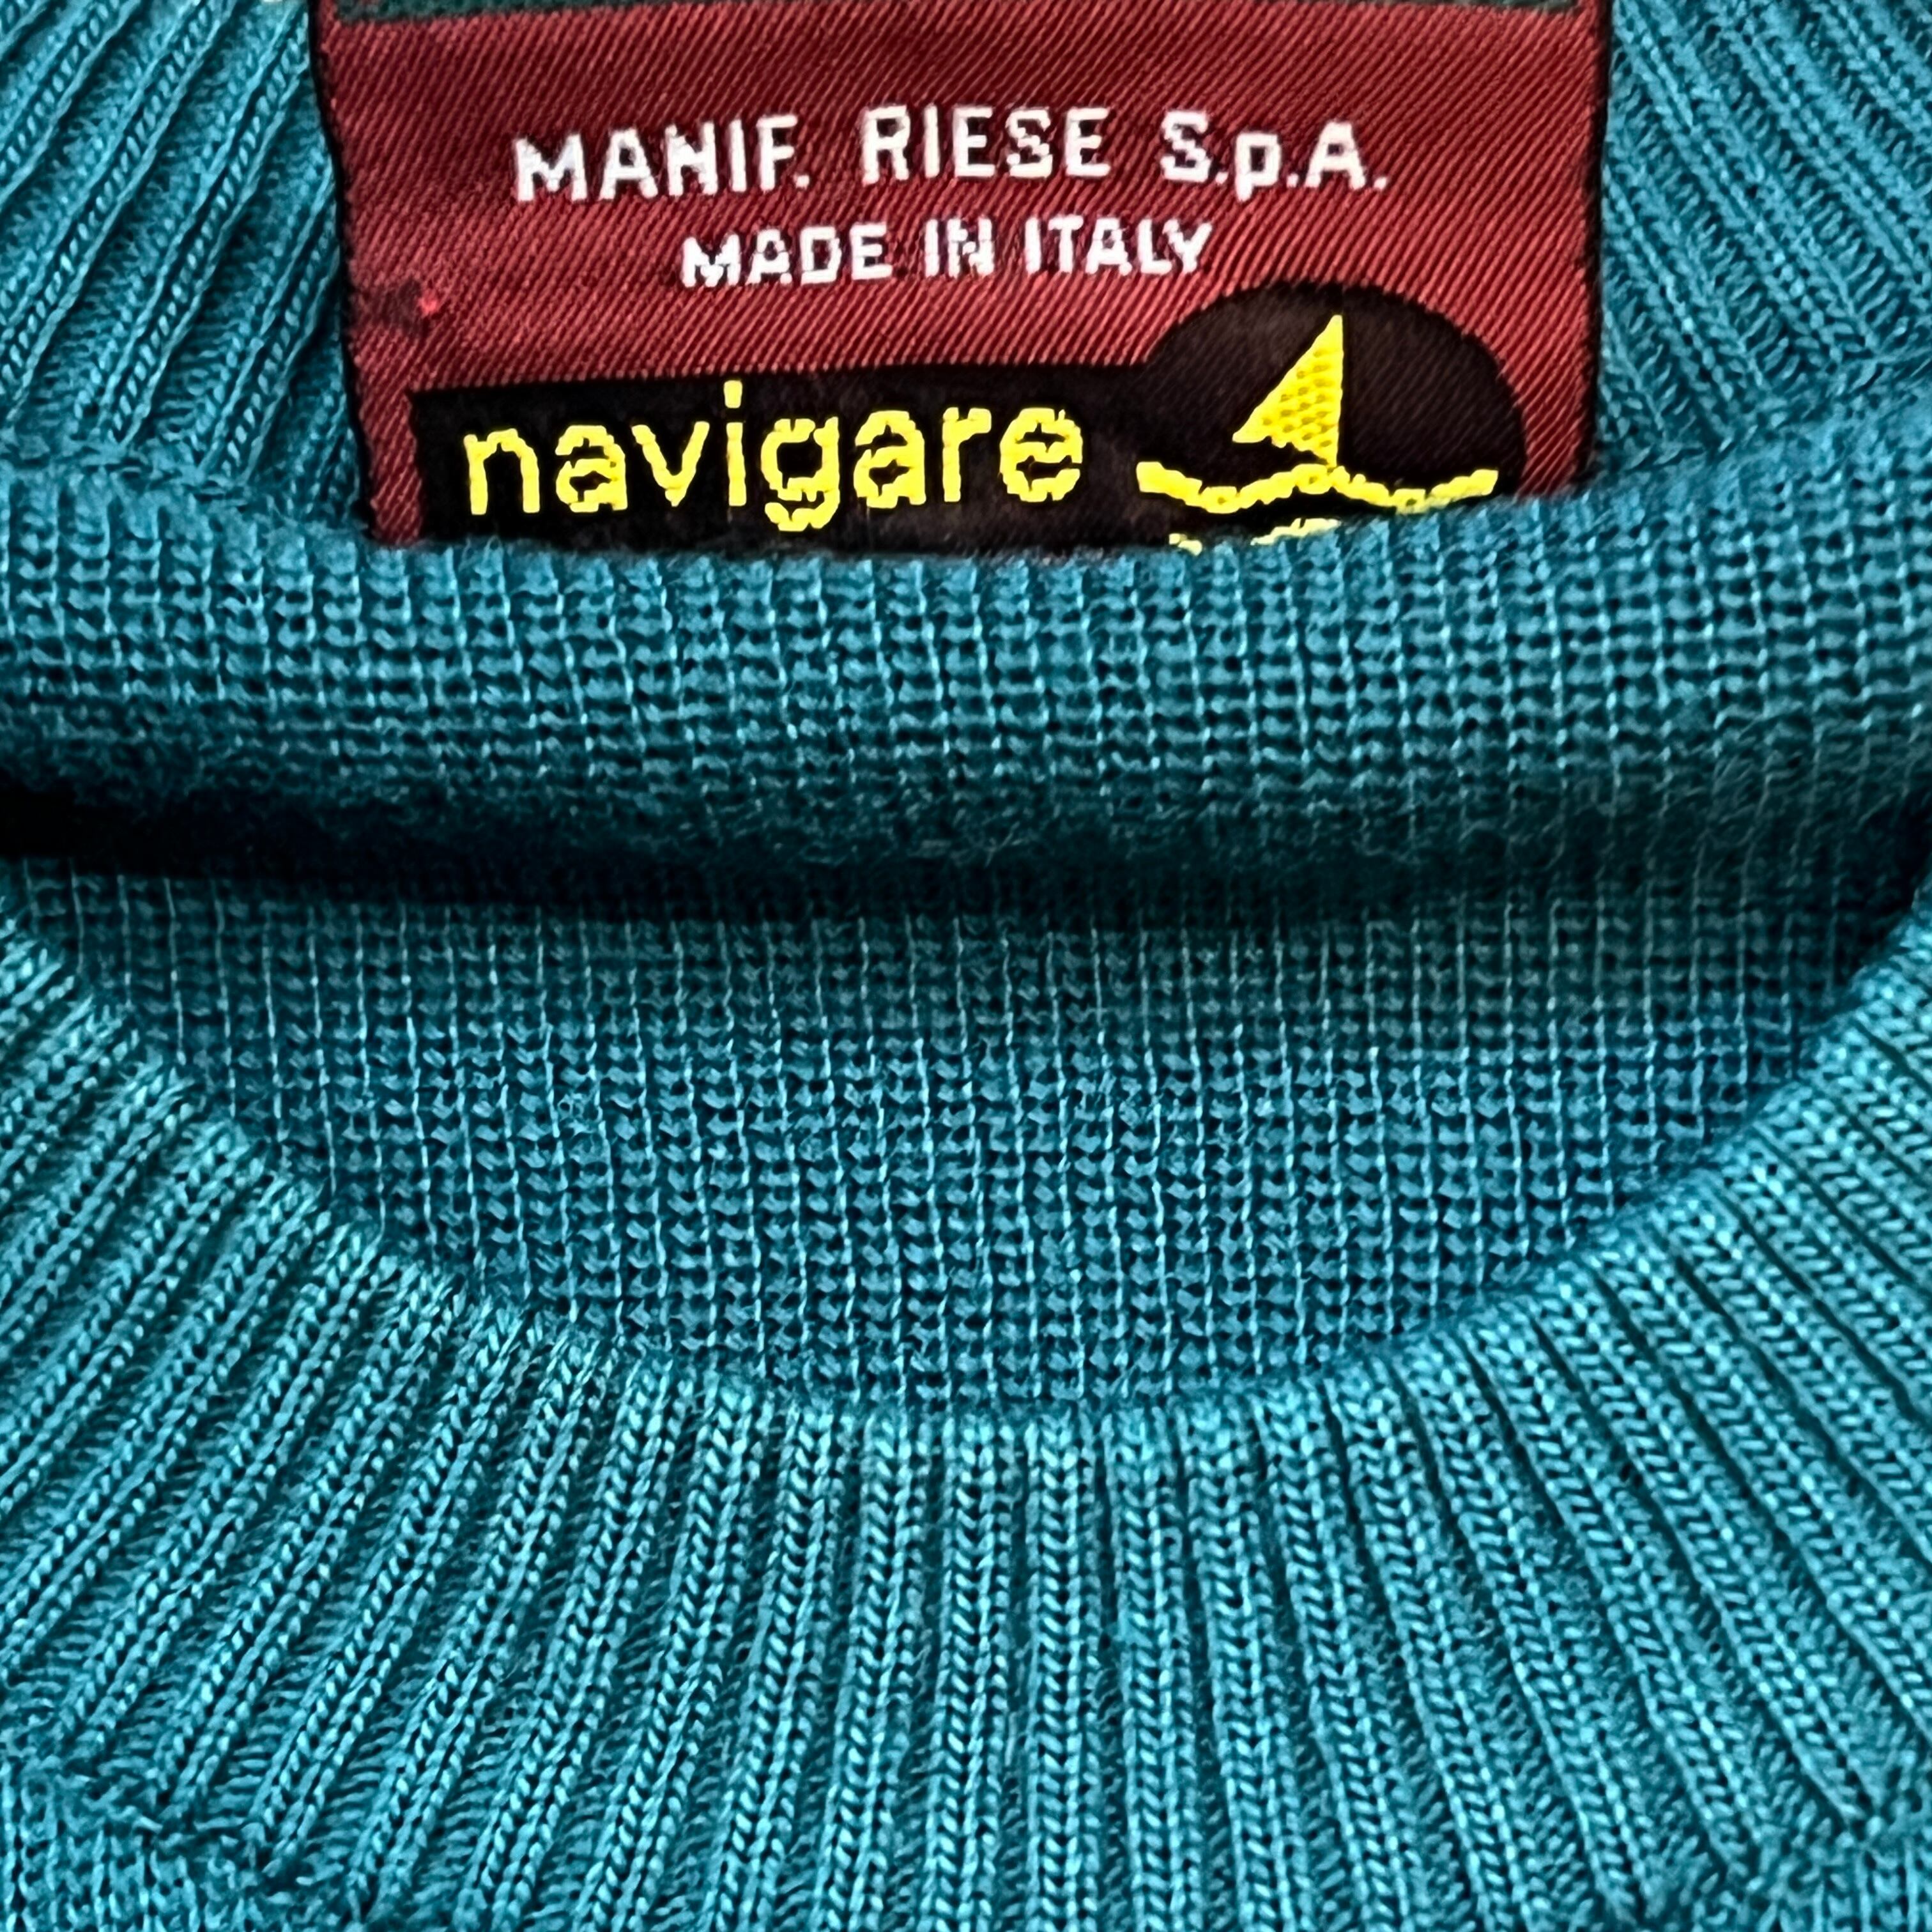 MANIF. RIESE S.p.A.
MADE IN ITALY
navigare